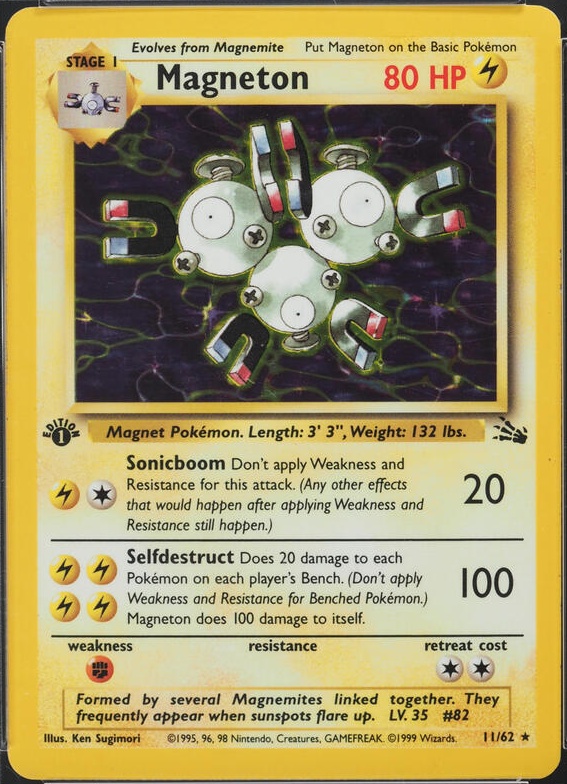 Evolves from Magnemite Put Magneton on the Basic Pokémon
STAGE 1
Magneton 80 HP
EDITION
1
Magnet Pokémon. Length: 3' 3", Weight: 132 lbs.
Sonicboom Don't apply Weakness and
Resistance for this attack. (Any other effects
that would happen after applying Weakness and
Resistance still happen.)
20
Selfdestruct Does 20 damage to each
Pokémon on each player's Bench. (Don't apply
Weakness and Resistance for Benched Pokémon.)
Magneton does 100 damage to itself.
100
weakness resistance retreat cost
Formed by several Magnemites linked together. They
frequently appear when sunspots flare up. LV. 35 #82
Illus. Ken Sugimori ©1995, 96, 98 Nintendo, Creatures, GAMEFREAK. ©1999 Wizards. 11/62 ★